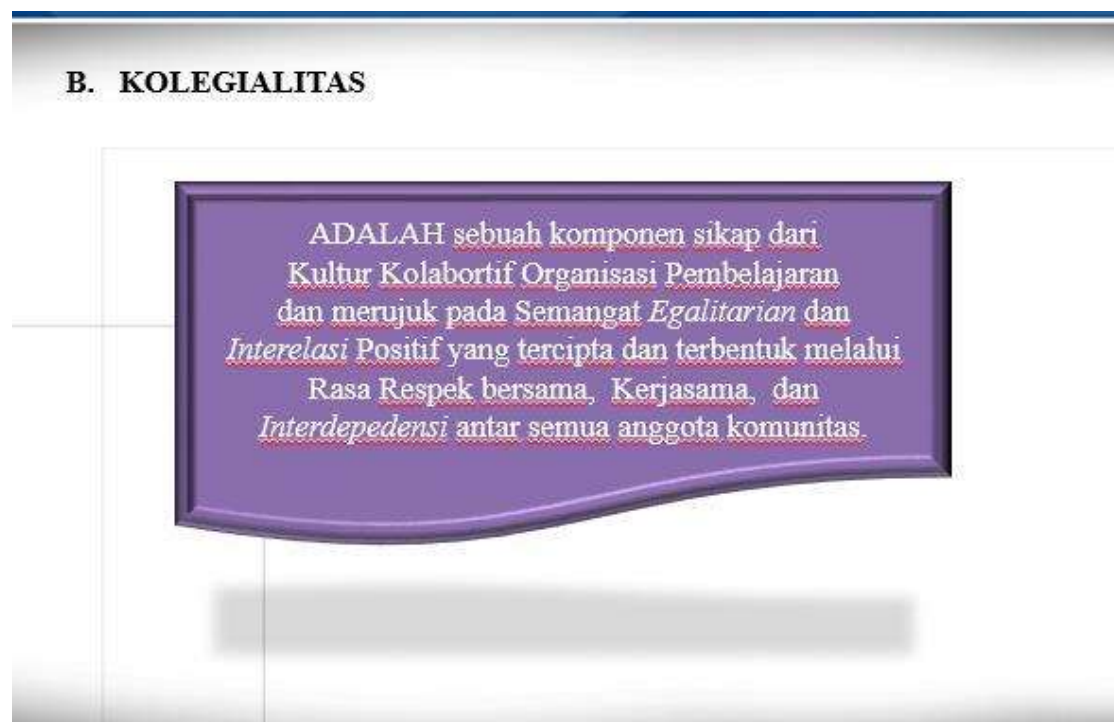 B. KOLEGIALITAS
ADALAH sebuah komponen sikap dari
Kultur Kolabortif Organisasi Pembelajaran
dan merujuk pada Semangat Egalitarian dan
Interelasi Positif yang tercipta dan terbentuk melalui
Rasa Respek bersama, Kerjasama, dan
Interdepedensi antar semua anggota komunitas.